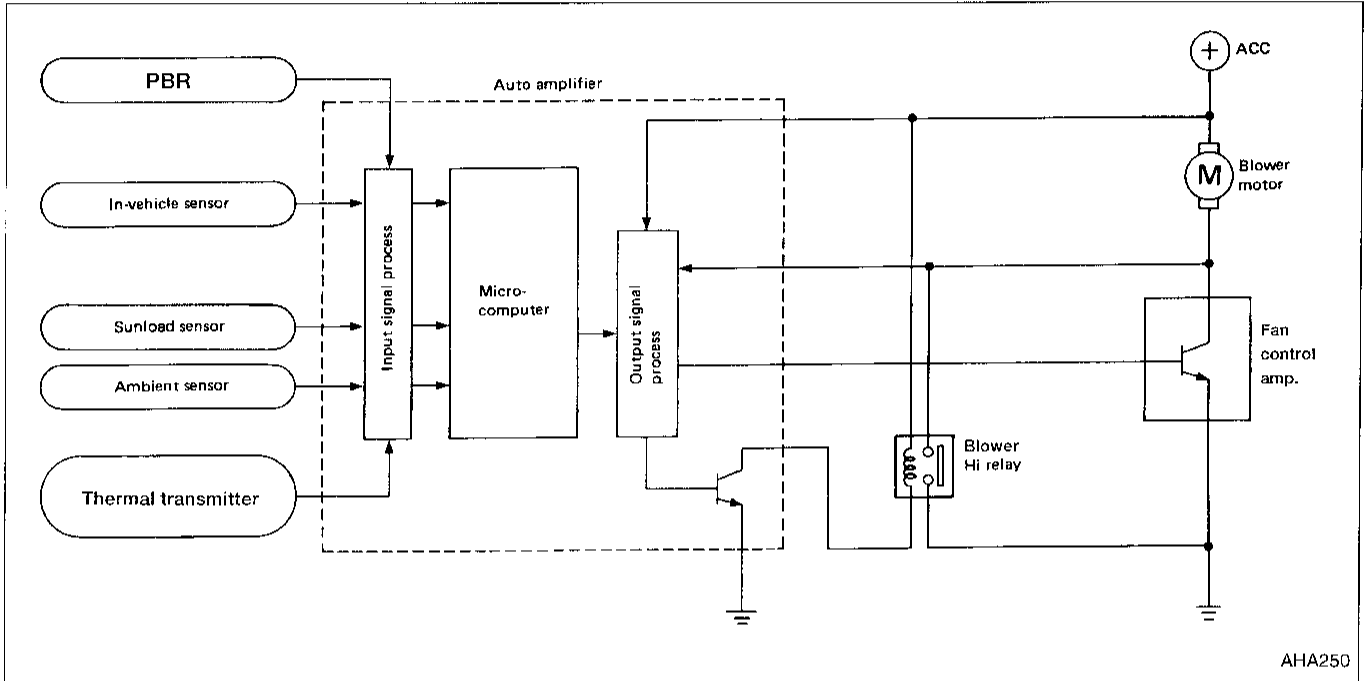 PBR
Auto amplifier
+
ACC
In-vehicle sensor
Sunload sensor
Ambient sensor
Thermal transmitter
Input signal process
Micro-
computer
Output signal
process
M
Blower
motor
Fan
control
amp.
Blower
Hi relay
AHA250